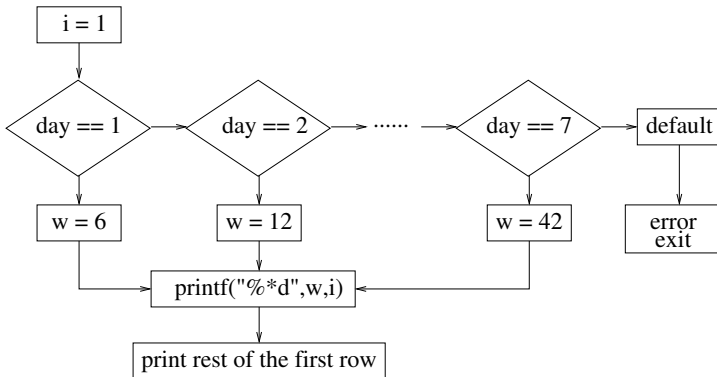 i = 1
day == 1
day == 2
......
day == 7
default
w = 6
w = 12
w = 42
error
exit
printf("%*d",w,i)
print rest of the first row